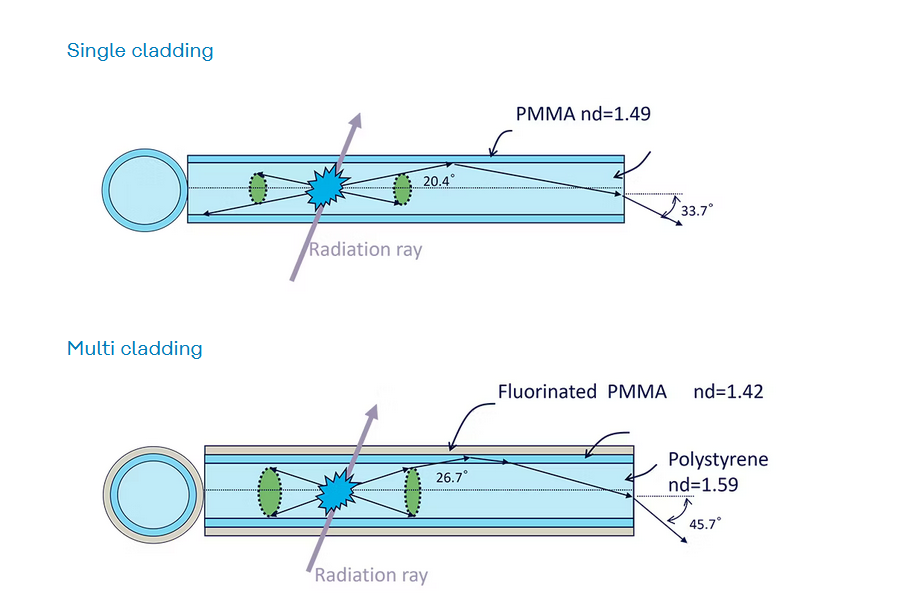 Single cladding
PMMA nd=1.49
20.4°
33.7°
Radiation ray
Multi cladding
Fluorinated PMMA nd=1.42
Polystyrene
26.7°
nd=1.59
45.7°
Radiation ray